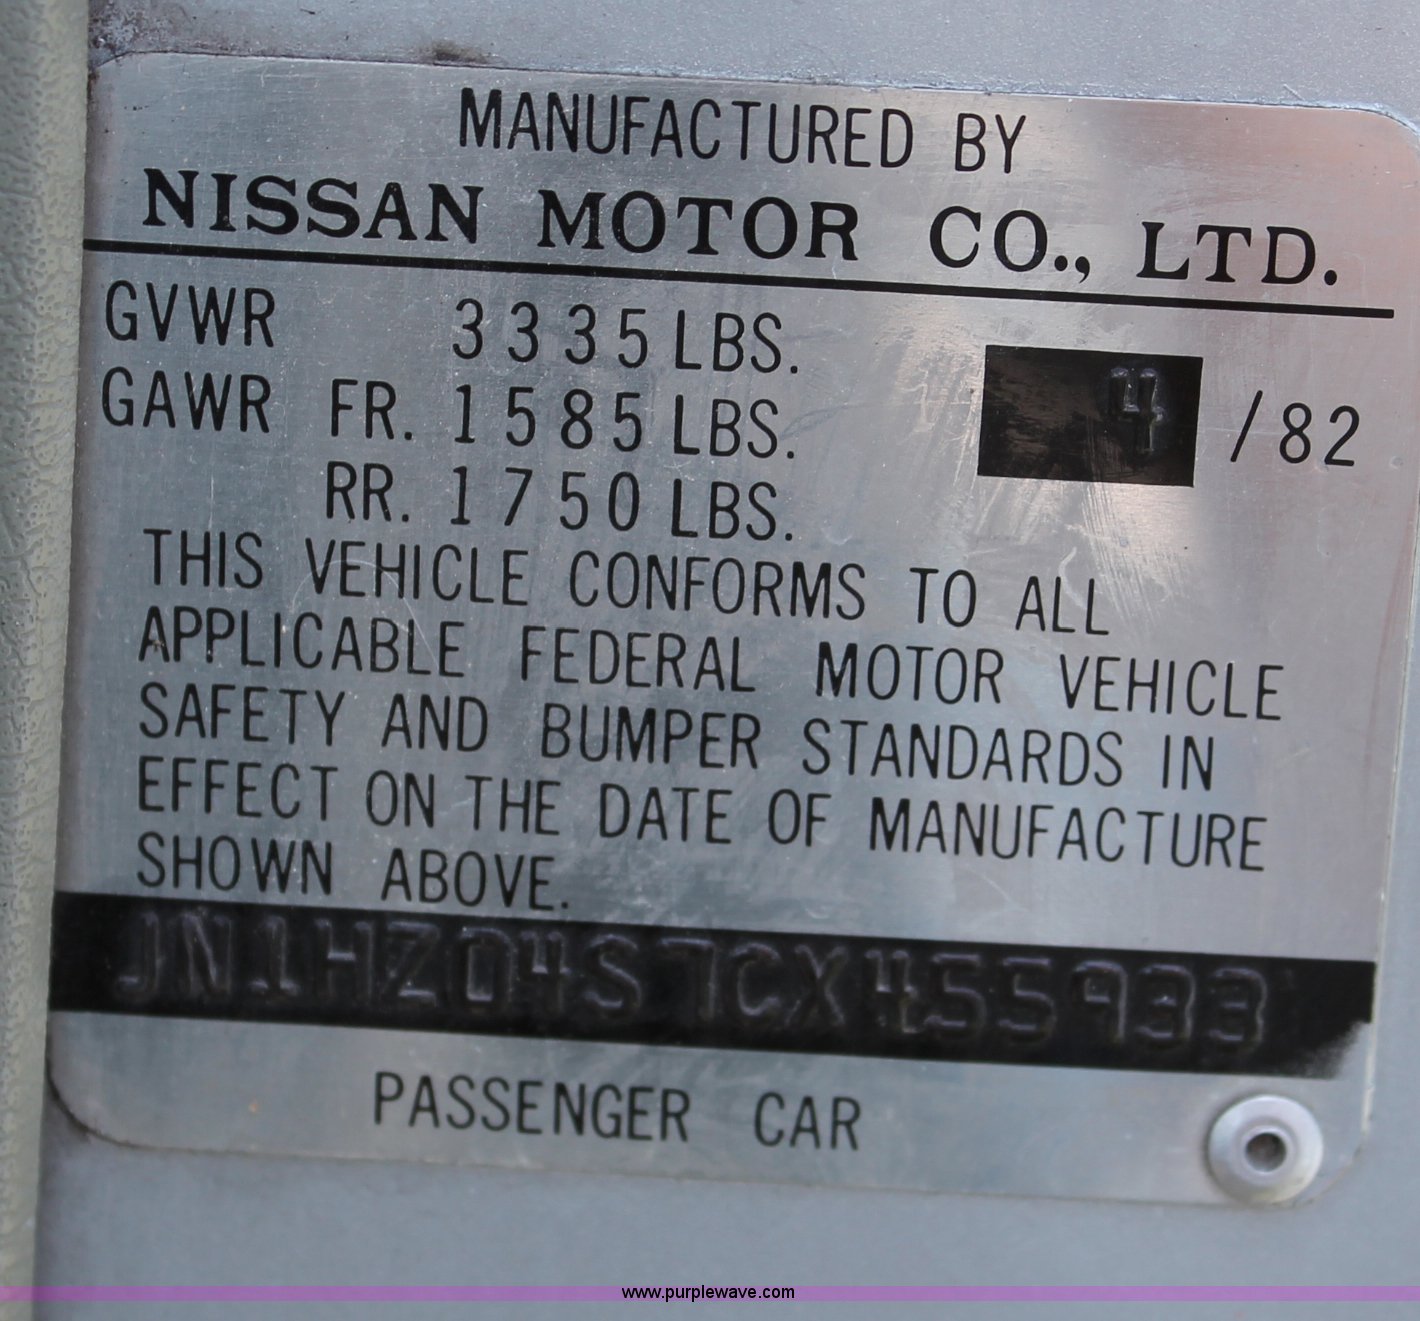 MANUFACTURED BY
NISSAN MOTOR CO., LTD.
GVWR 3335 LBS.
4 /82
GAWR FR. 1585 LBS.
RR. 1750 LBS.
THIS VEHICLE CONFORMS TO ALL
APPLICABLE FEDERAL MOTOR VEHICLE
SAFETY AND BUMPER STANDARDS IN
EFFECT ON THE DATE OF MANUFACTURE
SHOWN ABOVE.
JN1HZ04S7CX455933
PASSENGER CAR
www.purplewave.com